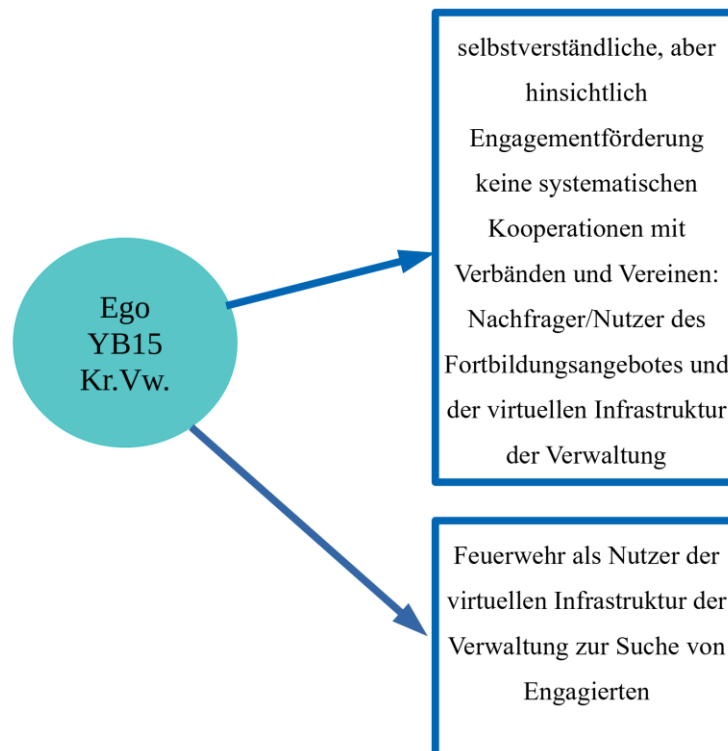 selbstverständliche, aber
hinsichtlich
Engagementförderung
keine systematischen
Kooperationen mit
Verbänden und Vereinen:
Nachfrager/Nutzer des
Fortbildungsangebotes und
der virtuellen Infrastruktur
der Verwaltung
Ego
YB15
Kr.Vw.
Feuerwehr als Nutzer der
virtuellen Infrastruktur der
Verwaltung zur Suche von
Engagierten